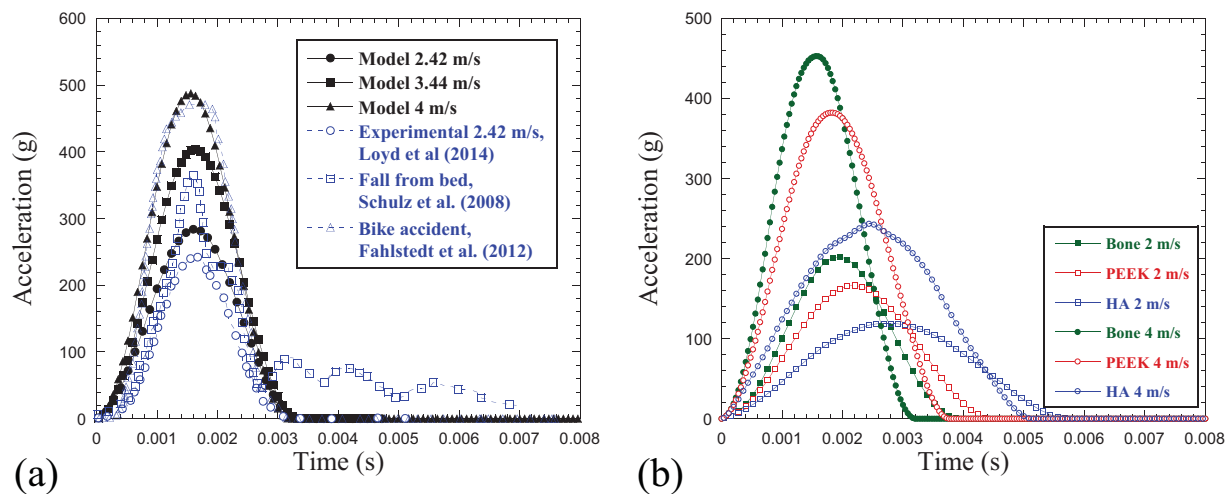 600
500
400
300
200
100
0
Acceleration (g)
Model 2.42 m/s
Model 3.44 m/s
Model 4 m/s
Experimental 2.42 m/s,
Loyd et al (2014)
Fall from bed,
Schulz et al. (2008)
Bike accident,
Fahlstedt et al. (2012)
0 0.001 0.002 0.003 0.004 0.005 0.006 0.007 0.008
Time (s)
(a)
500
400
300
200
100
0
Acceleration (g)
Bone 2 m/s
PEEK 2 m/s
HA 2 m/s
Bone 4 m/s
PEEK 4 m/s
HA 4 m/s
0 0.001 0.002 0.003 0.004 0.005 0.006 0.007 0.008
Time (s)
(b)